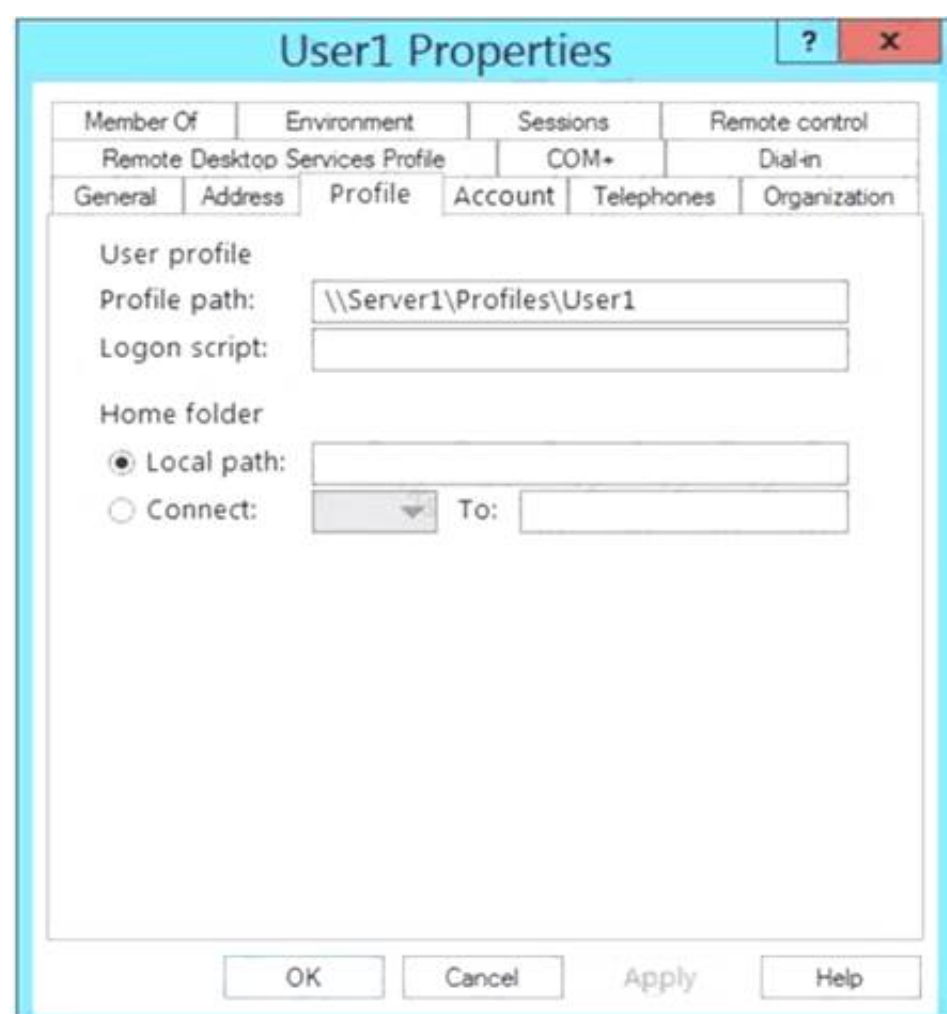 User1 Properties ? x
Member Of Environment Sessions Remote control
Remote Desktop Services Profile COM+ Dial-in
General Address Profile Account Telephones Organization
User profile
Profile path: \\Server1\Profiles\User1
Logon script:
Home folder
Local path:
Connect: To:
OK Cancel Apply Help